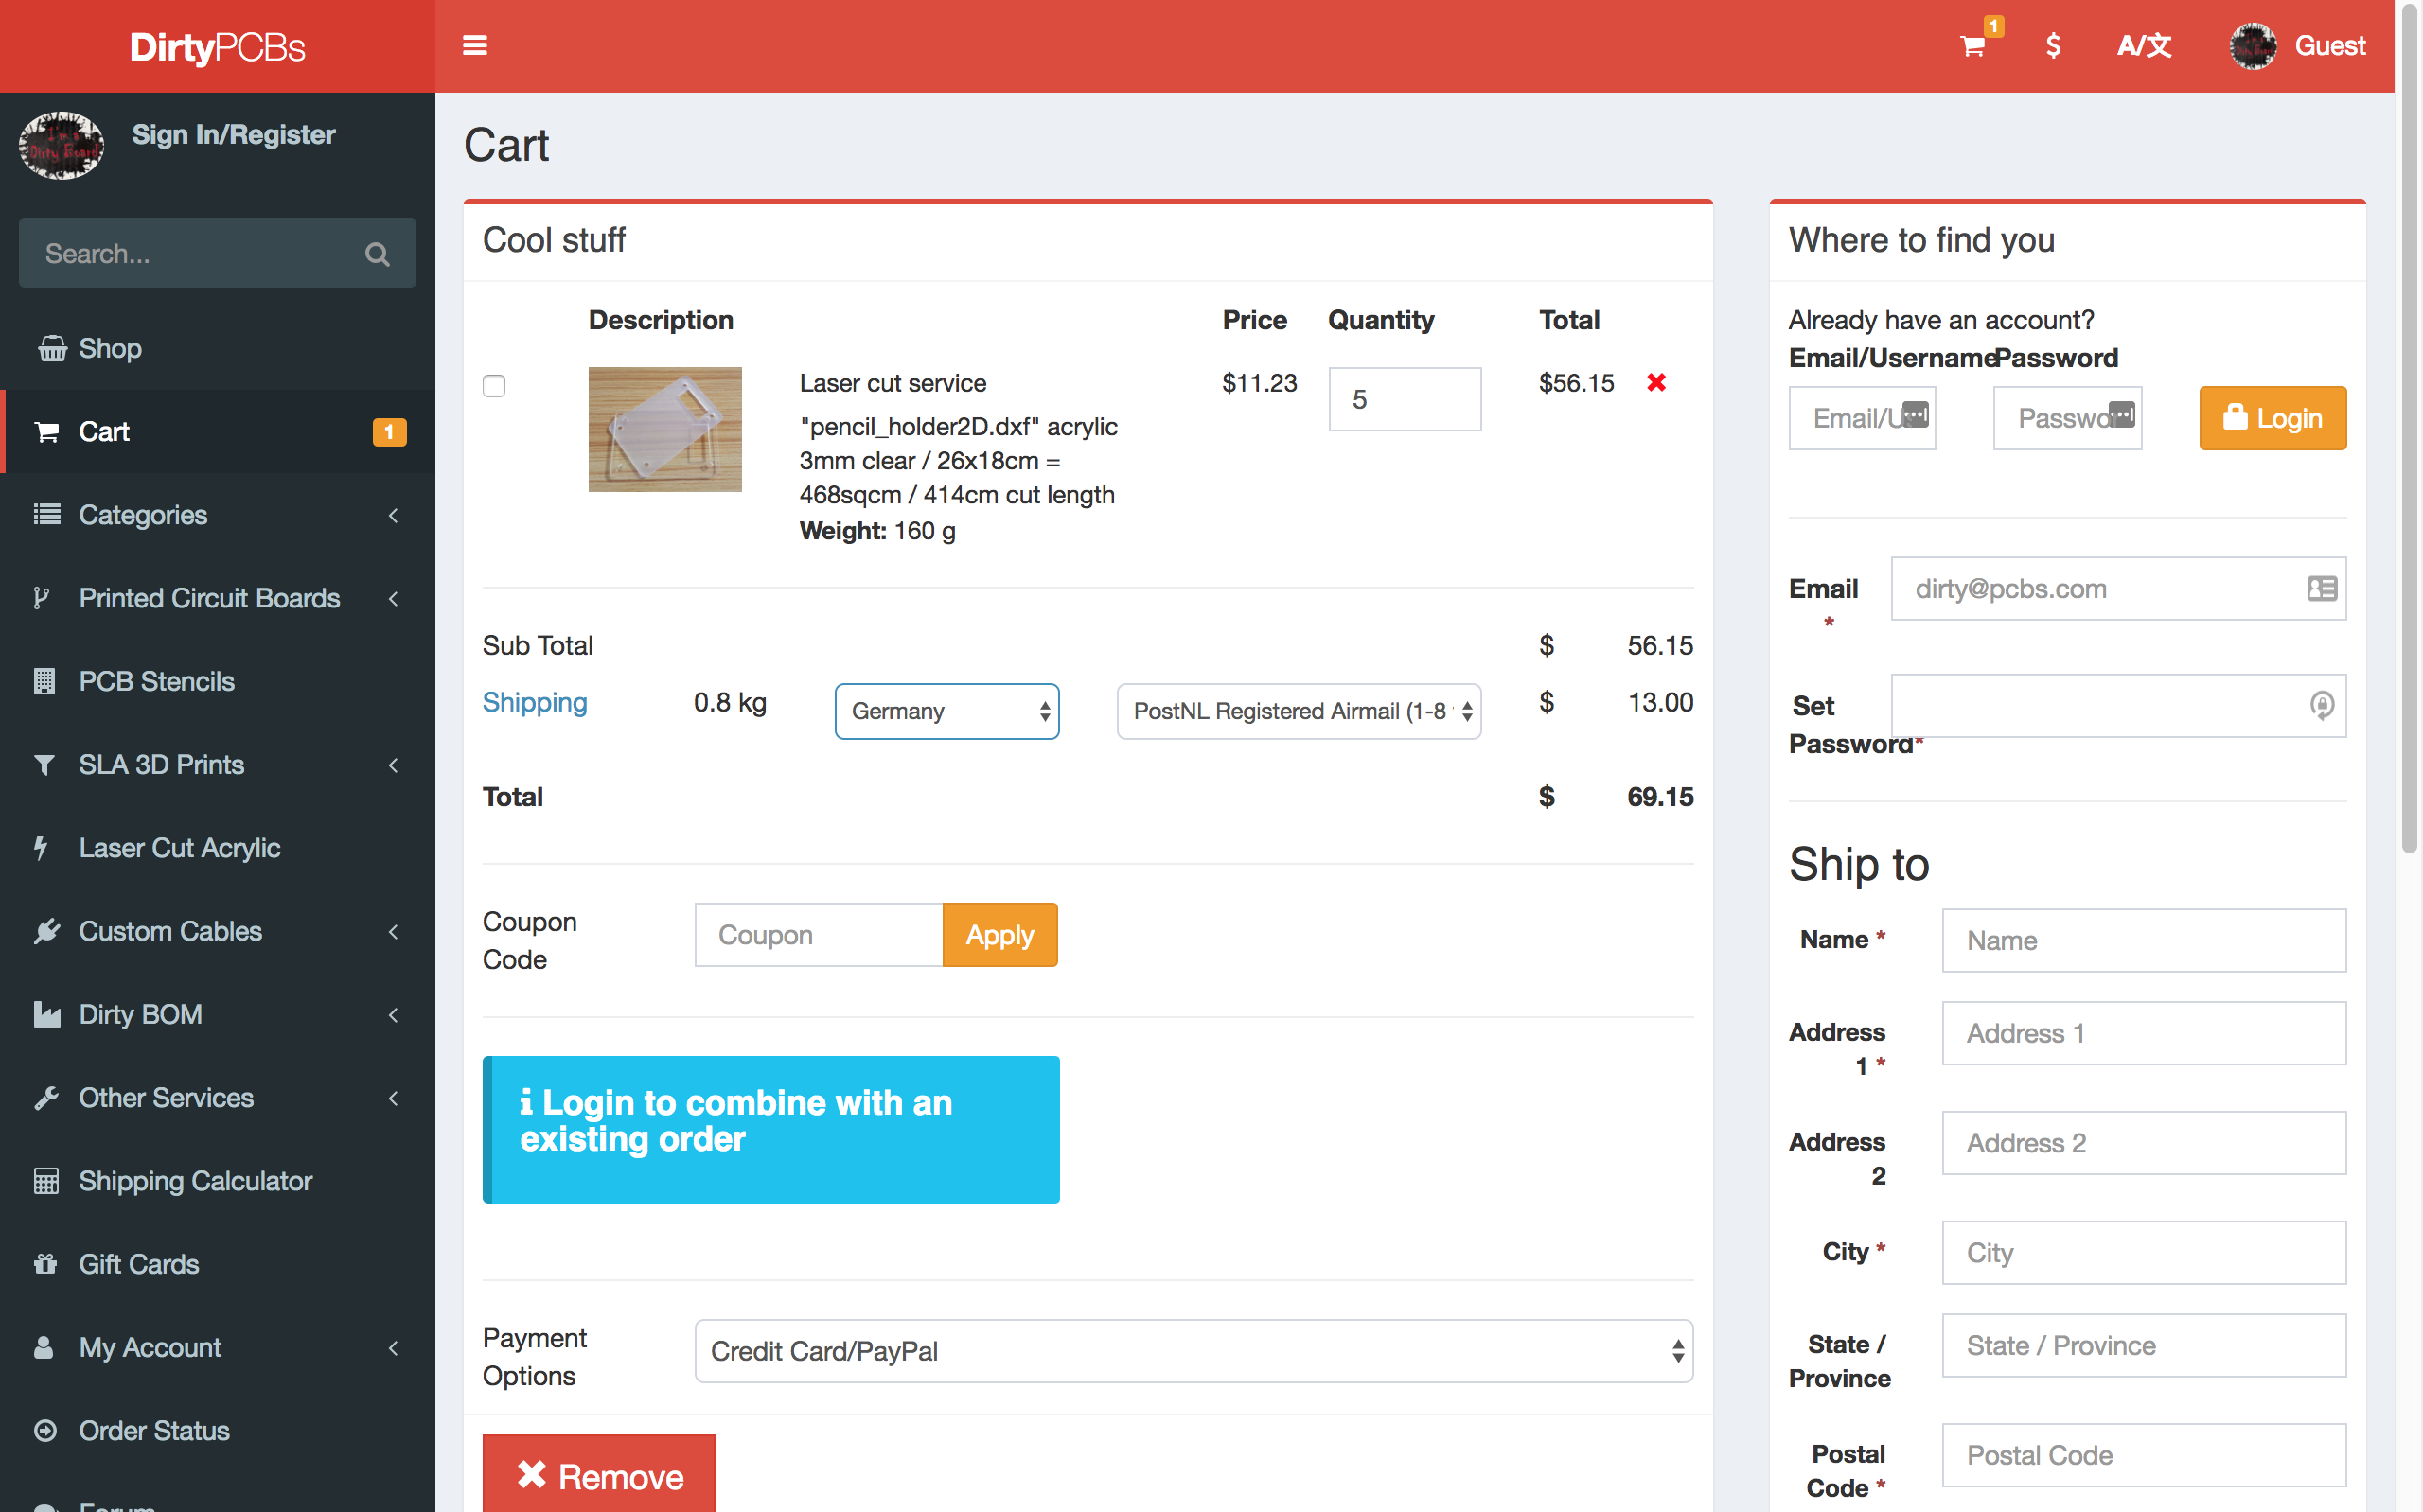 DirtyPCBs
1
$
A/文
Guest
Sign In/Register
Search...
Shop
Cart
1
Categories
Printed Circuit Boards
PCB Stencils
SLA 3D Prints
Laser Cut Acrylic
Custom Cables
Dirty BOM
Other Services
Shipping Calculator
Gift Cards
My Account
Order Status
Forum
Cart
Cool stuff
Description Price Quantity Total
Laser cut service $11.23 5 $56.15
"pencil_holder2D.dxf" acrylic
3mm clear / 26x18cm =
468sqcm / 414cm cut length
Weight: 160 g
Sub Total $ 56.15
Shipping 0.8 kg Germany PostNL Registered Airmail (1-8 $ 13.00
Total $ 69.15
Coupon
Code
Coupon
Apply
Login to combine with an
existing order
Payment
Options
Credit Card/PayPal
Remove
Where to find you
Already have an account?
Email/Username Password
Login
Email
*
dirty@pcbs.com
Set
Password*
Ship to
Name *
Name
Address
1 *
Address 1
Address
2
Address 2
City *
City
State /
Province
State / Province
Postal
Code *
Postal Code